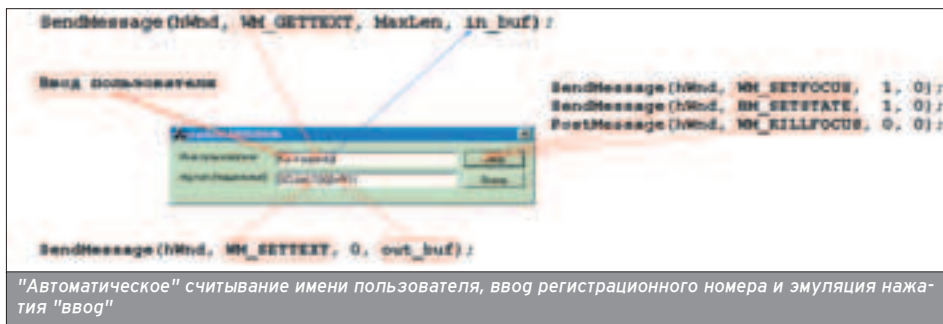 SendMessage(hWnd, WM_GETTEXT, MaxLen, in_buf);
Ввод пользователя
SendMessage(hWnd, WM_SETFOCUS, 1, 0);
SendMessage(hWnd, BM_SETSTATE, 1, 0);
PostMessage(hWnd, WM_KILLFOCUS, 0, 0);
SendMessage(hWnd, WM_SETTEXT, 0, out_buf);
"Автоматическое" считывание имени пользователя, ввод регистрационного номера и эмуляция нажа-
тия "ввод"